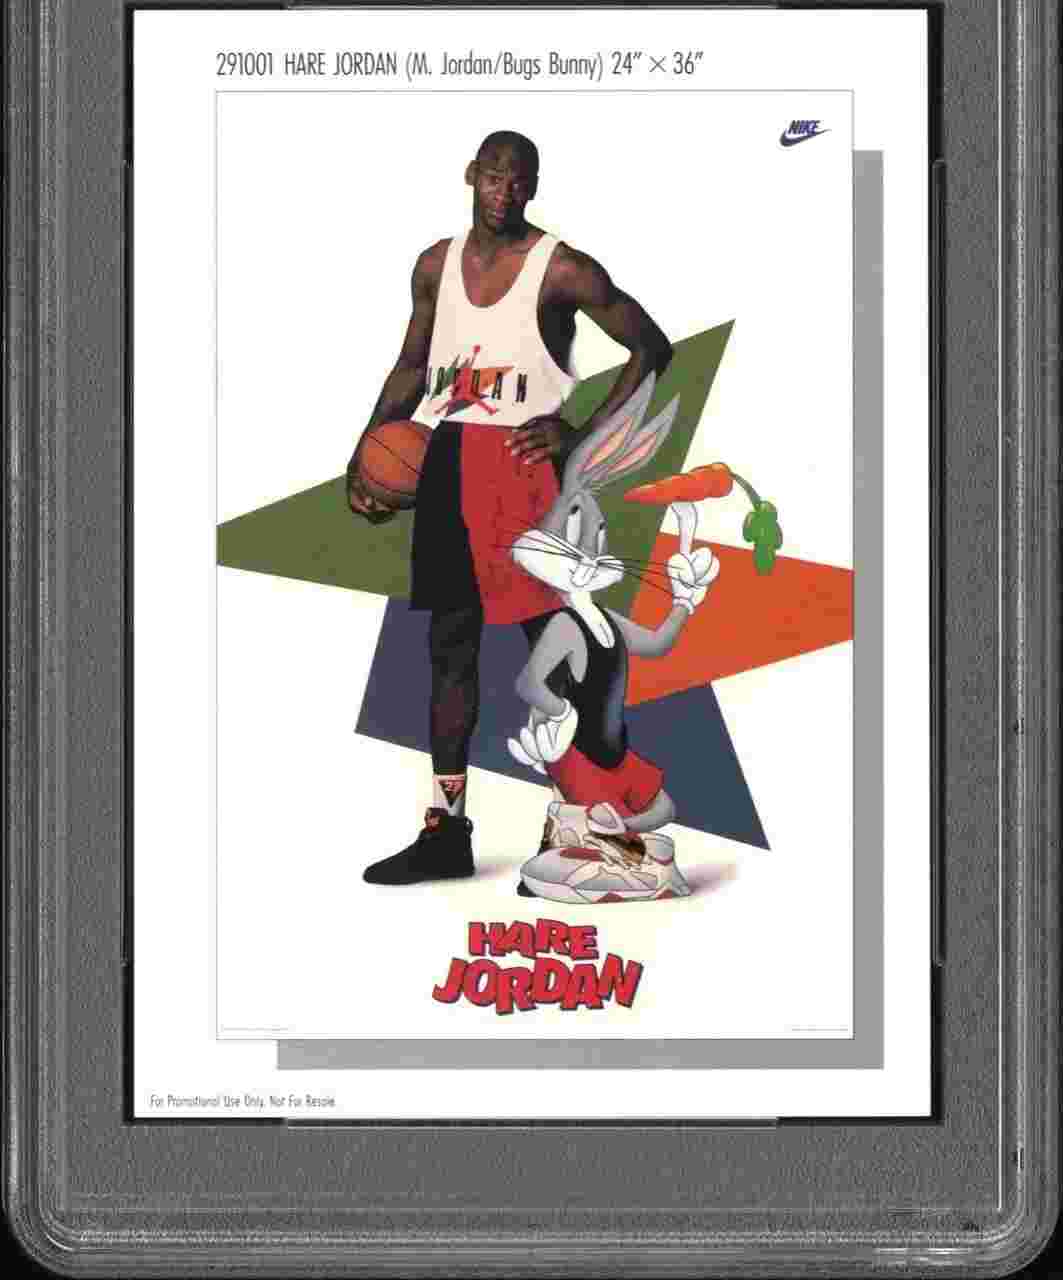 291001 HARE JORDAN (M. Jordan/Bugs Bunny) 24” × 36”
NIKE
JORDAN
23
HARE
JORDAN
For Promotional Use Only. Not For Resale.